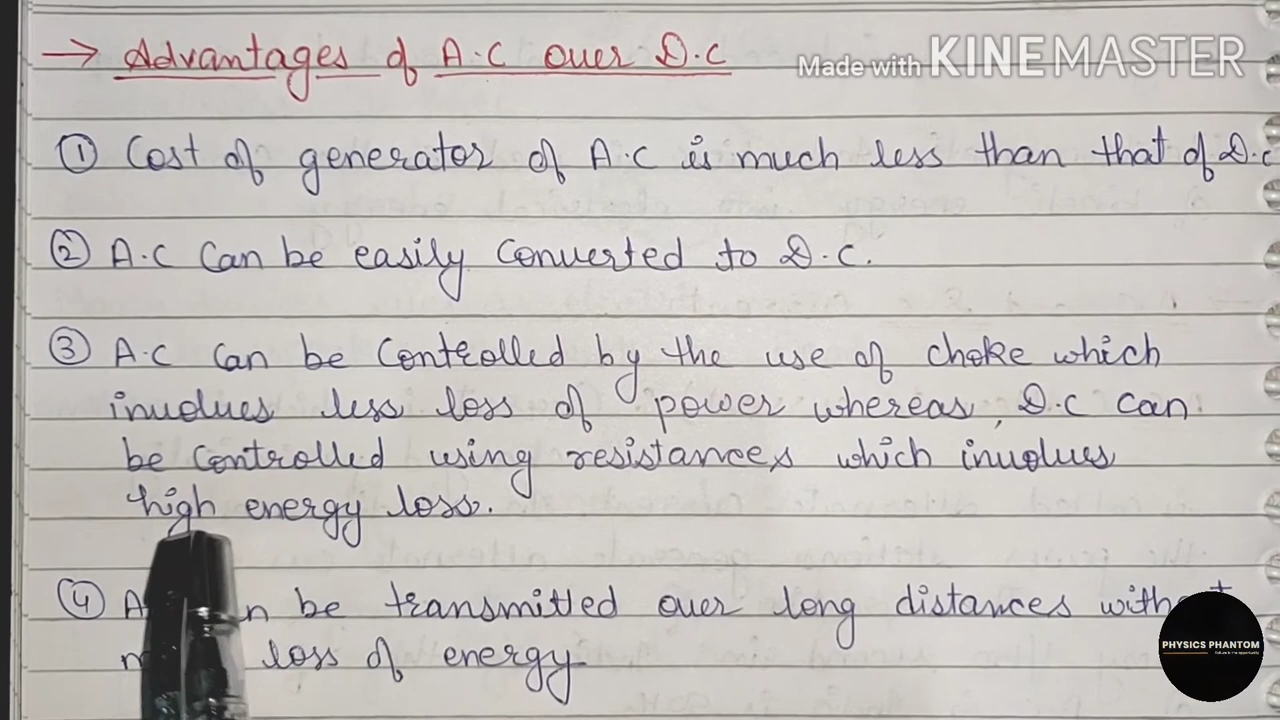 → Advantages of A.C over D.C
Made with KINEMASTER
① Cost of generator of A.C is much less than that of D.C
② A.C Can be easily Converted to D.C.
③ A.C Can be Controlled by the use of choke which
involves less loss of power whereas, D.C can
be Controlled using resistances which involves
high energy loss.
④ be transmitted over long distances
loss of energy
PHYSICS PHANTOM